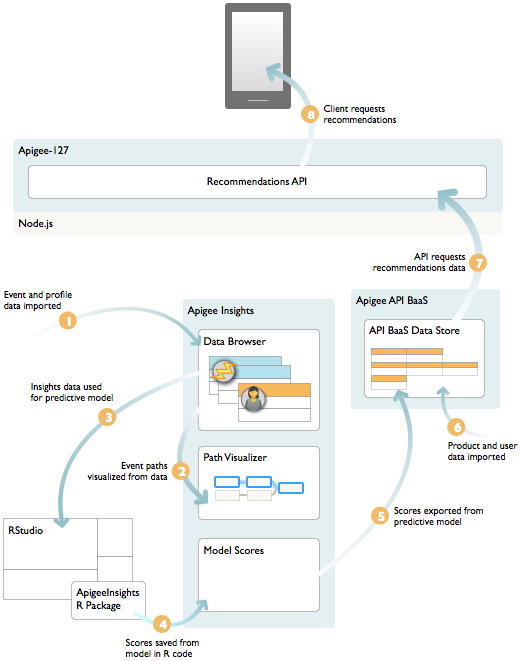 8
Client requests
recommendations
Apigee-127
Recommendations API
Node.js
API requests
recommendations data
7
Event and profile
data imported
1
Apigee Insights
Data Browser
Apigee API BaaS
API BaaS Data Store
Insights data used
for predictive model
3
Event paths
visualized from data
2
Path Visualizer
6
Product and user
data imported
5
Scores exported from
predictive model
RStudio
Model Scores
ApigeeInsights
R Package
4
Scores saved from
model in R code